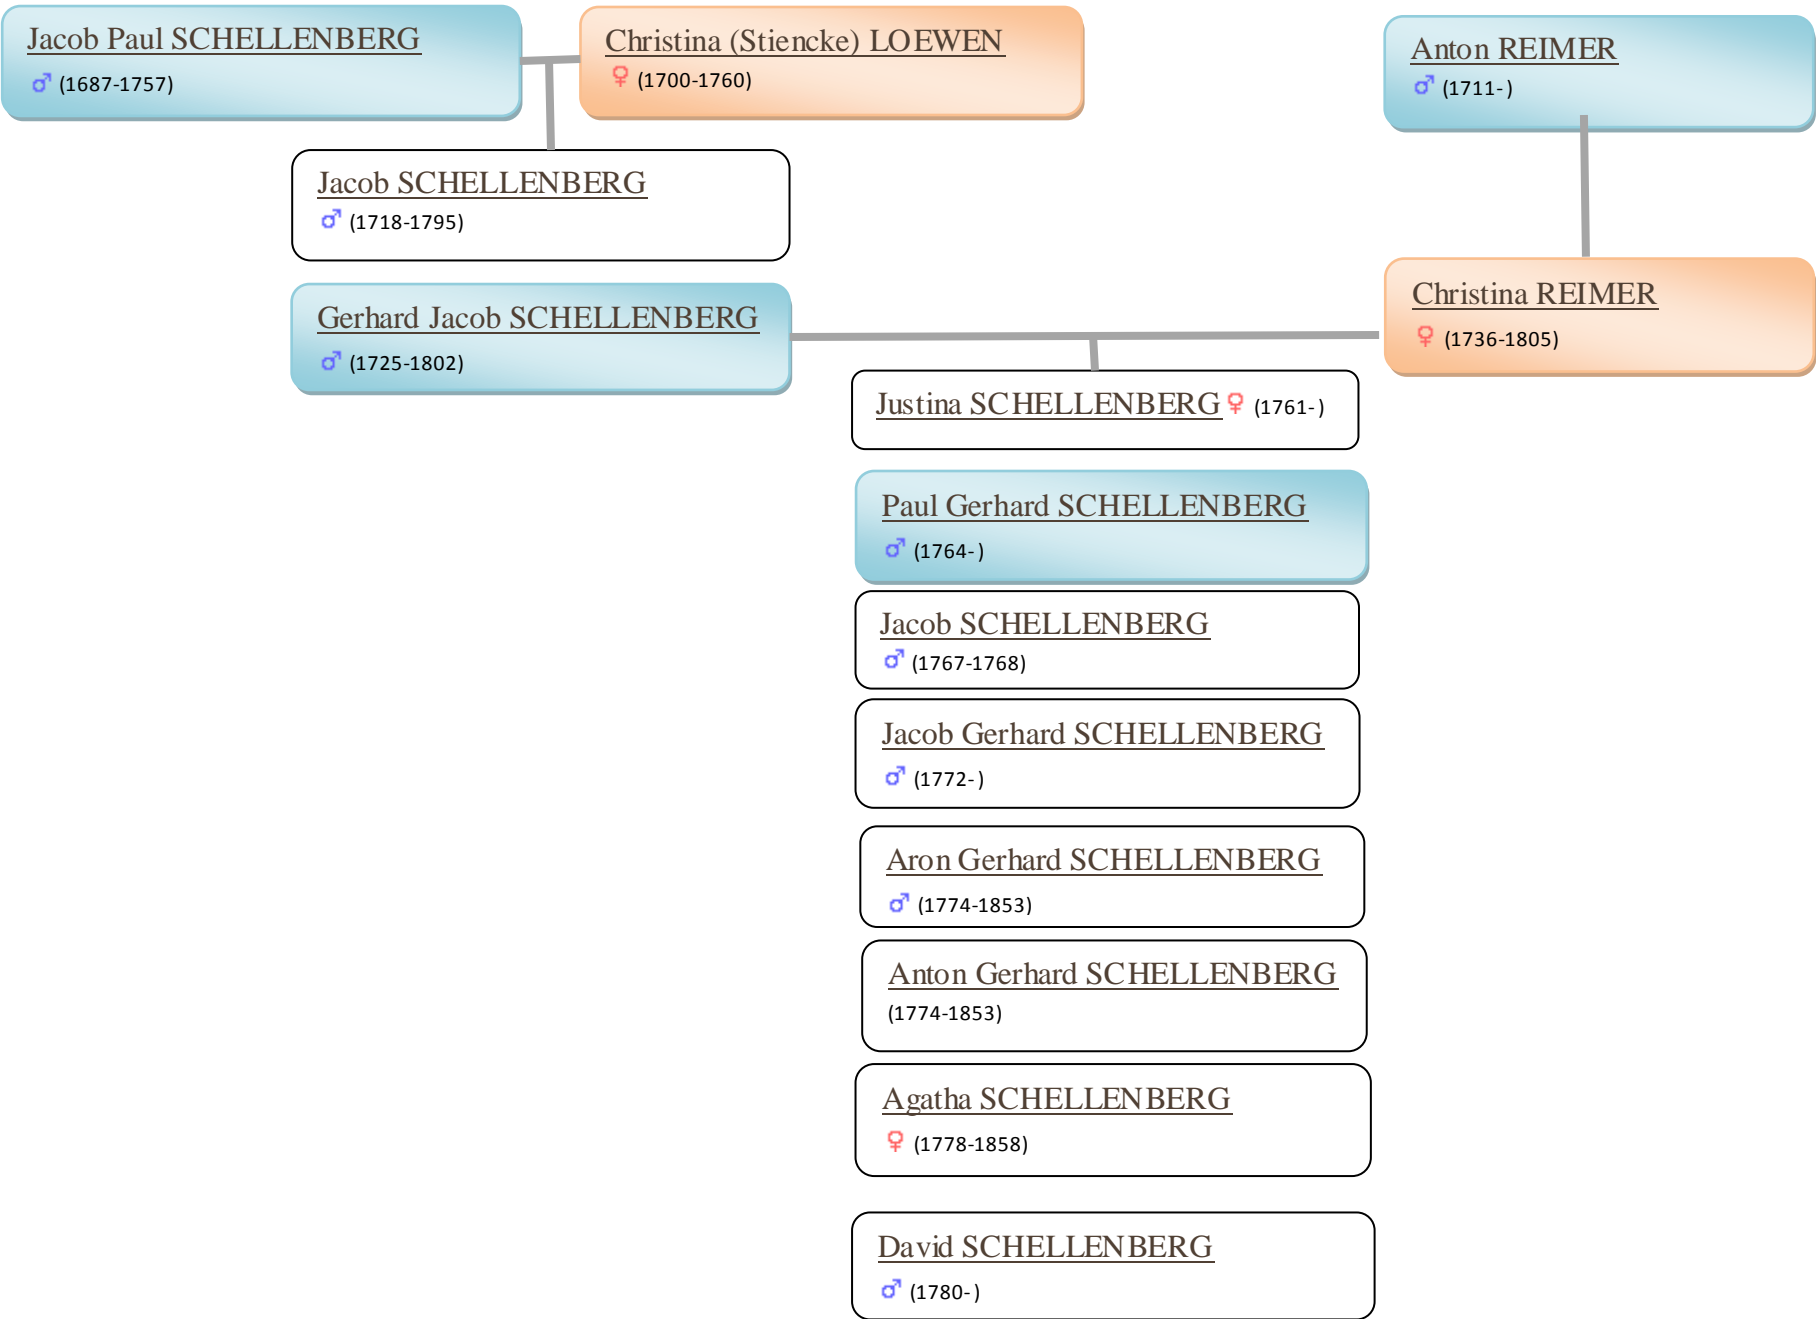 Jacob Paul SCHELLENBERG
♂ (1687-1757)
Christina (Stiencke) LOEWEN
♀ (1700-1760)
Anton REIMER
♂ (1711- )
Jacob SCHELLENBERG
♂ (1718-1795)
Gerhard Jacob SCHELLENBERG
♂ (1725-1802)
Christina REIMER
♀ (1736-1805)
Justina SCHELLENBERG ♀ (1761- )
Paul Gerhard SCHELLENBERG
♂ (1764- )
Jacob SCHELLENBERG
♂ (1767-1768)
Jacob Gerhard SCHELLENBERG
♂ (1772- )
Aron Gerhard SCHELLENBERG
♂ (1774-1853)
Anton Gerhard SCHELLENBERG
(1774-1853)
Agatha SCHELLENBERG
♀ (1778-1858)
David SCHELLENBERG
♂ (1780- )